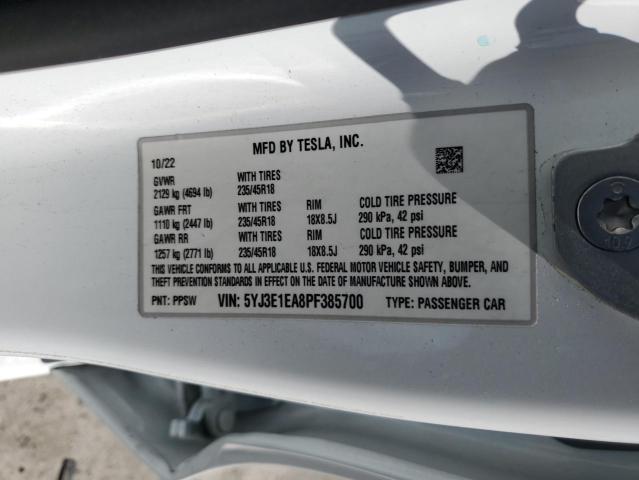 MFD BY TESLA, INC.
10/22
GVWR WITH TIRES
2129 kg (4694 lb) 235/45R18
GAWR FRT WITH TIRES RIM COLD TIRE PRESSURE
1110 kg (2447 lb) 235/45R18 18X8.5J 290 kPa, 42 psi
GAWR RR WITH TIRES RIM COLD TIRE PRESSURE
1257 kg (2771 lb) 235/45R18 18X8.5J 290 kPa, 42 psi
THIS VEHICLE CONFORMS TO ALL APPLICABLE U.S. FEDERAL MOTOR VEHICLE SAFETY, BUMPER, AND
THEFT PREVENTION STANDARDS IN EFFECT ON THE DATE OF MANUFACTURE SHOWN ABOVE.
PNT: PPSW VIN: 5YJ3E1EA8PF385700 TYPE: PASSENGER CAR